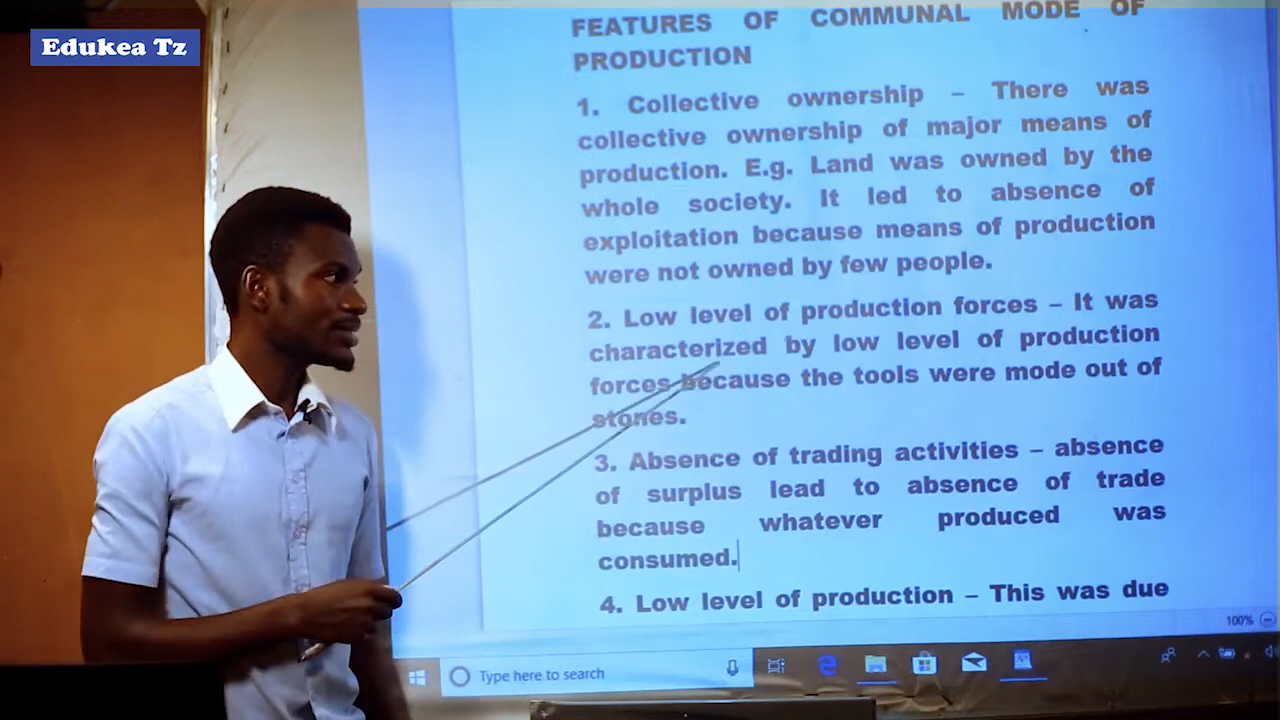 Edukea Tz
FEATURES OF COMMUNAL MODE OF
PRODUCTION
1. Collective ownership – There was
collective ownership of major means of
production. E.g. Land was owned by the
whole society. It led to absence of
exploitation because means of production
were not owned by few people.
2. Low level of production forces – It was
characterized by low level of production
forces because the tools were mode out of
stones.
3. Absence of trading activities – absence
of surplus lead to absence of trade
because whatever produced was
consumed.
4. Low level of production – This was due
100%
Type here to search